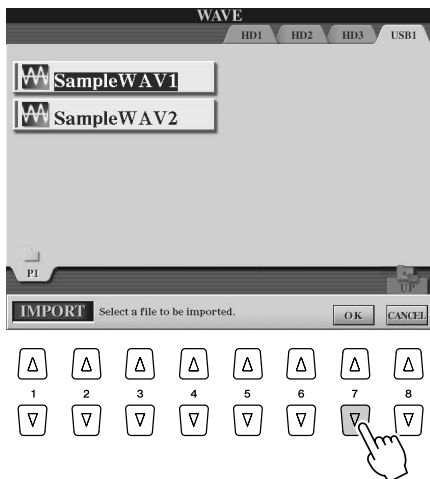 WAVE
HD1 HD2 HD3 USB1
SampleWAV1
SampleWAV2
P1
UP
IMPORT Select a file to be imported. OK CANCEL
1 2 3 4 5 6 7 8